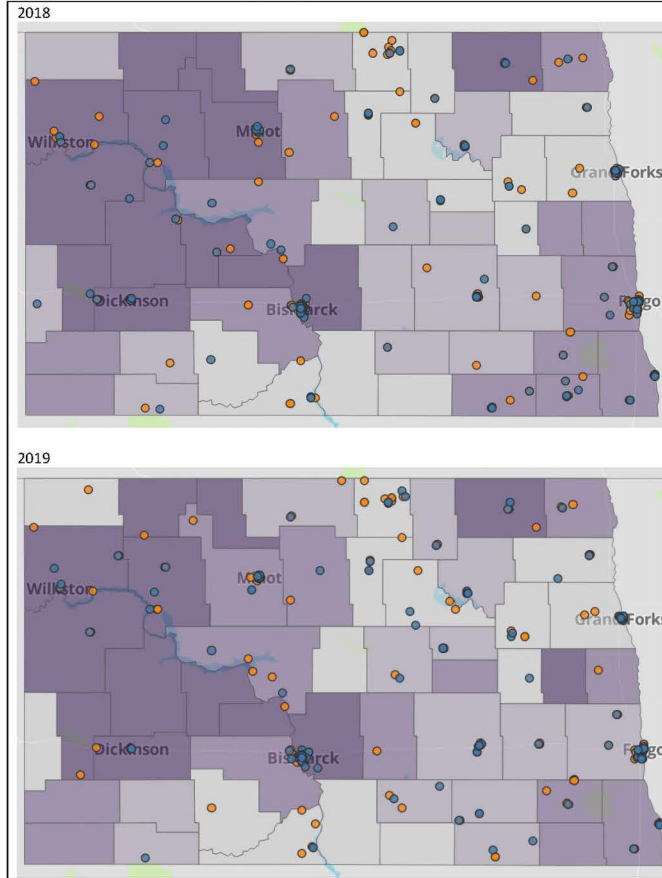 2018
Williston
Minot
Grand Forks
Dickinson
Bismarck
Fargo
2019
Williston
Minot
Grand Forks
Dickinson
Bismarck
Fargo